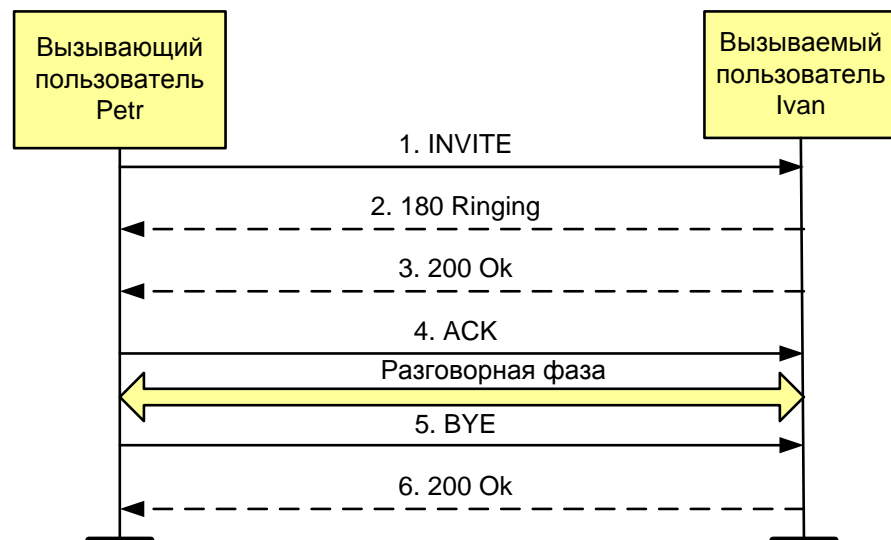 Вызывающий
пользователь
Petr
Вызываемый
пользователь
Ivan
1. INVITE
2. 180 Ringing
3. 200 Ok
4. ACK
Разговорная фаза
5. BYE
6. 200 Ok